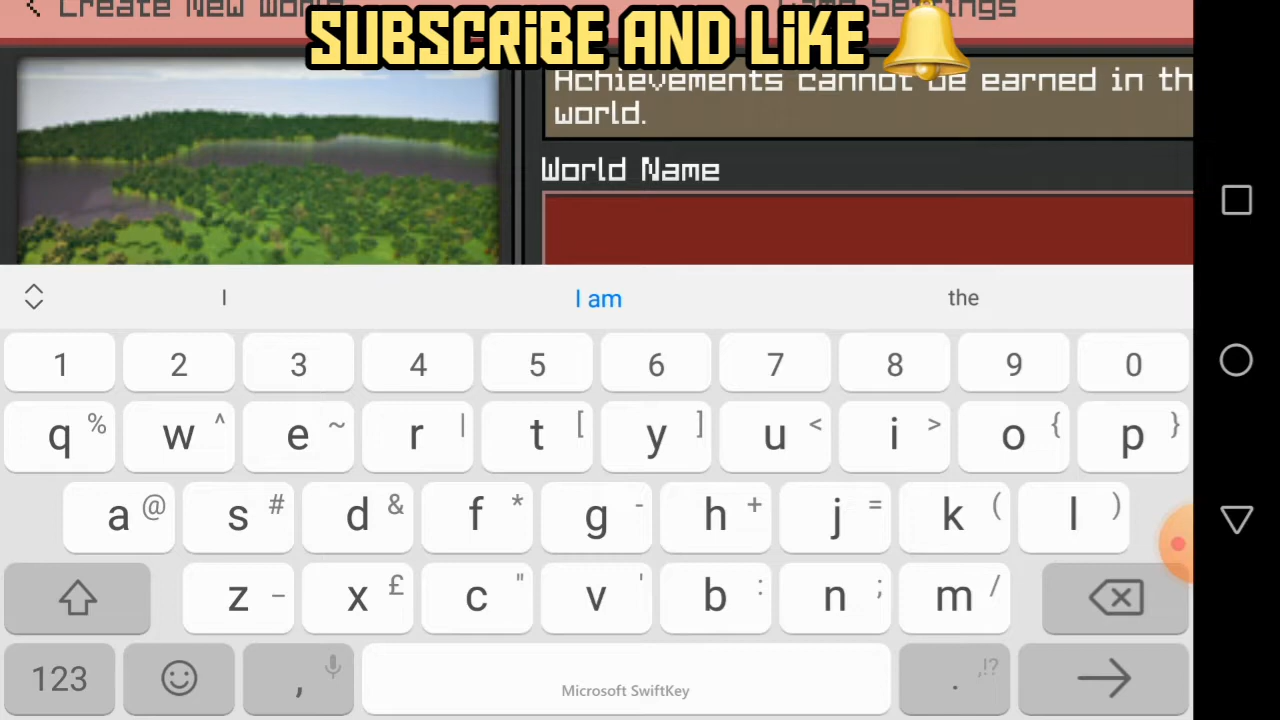 Create New World
Game Settings
SUBSCRiBE AND LiKE
Achievements cannot be earned in th
world.
World Name
I I am the
1 2 3 4 5 6 7 8 9 0
q % w ^ e ~ r | t [ y ] u < i > o { p }
a @ s # d & f * g - h + j = k ( l )
z _ x £ c " v ' b : n ; m /
123 , Microsoft SwiftKey . ,!?